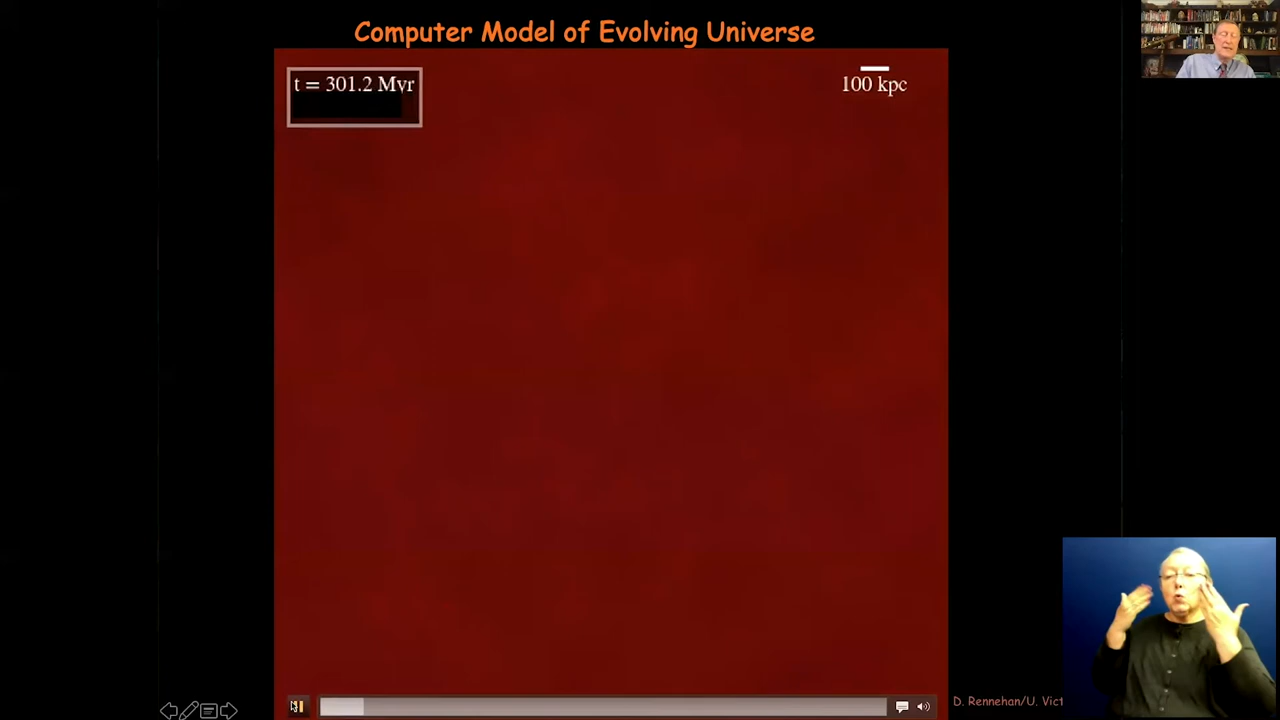 Computer Model of Evolving Universe
t = 301.2 Myr
100 kpc
D. Rennehan/U. Vict